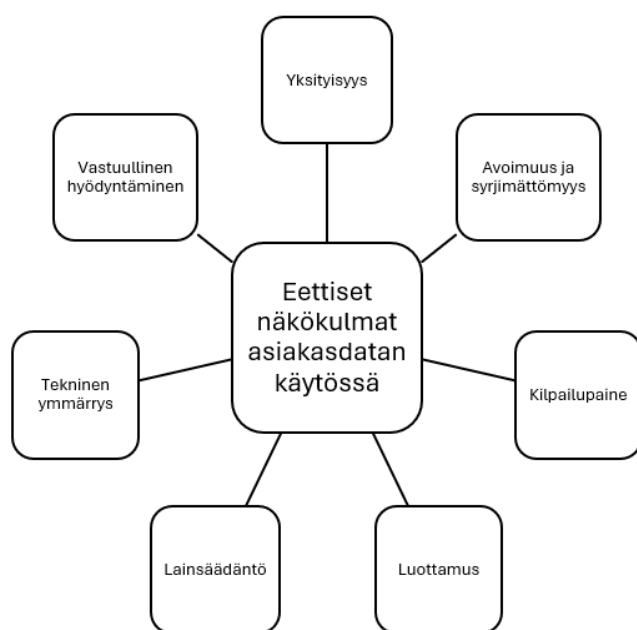 Yksityisyys
Vastuullinen
hyödyntäminen
Avoimuus ja
syrjimättömyys
Eettiset
näkökulmat
asiakasdatan
käytössä
Tekninen
ymmärrys
Kilpailupaine
Lainsäädäntö
Luottamus